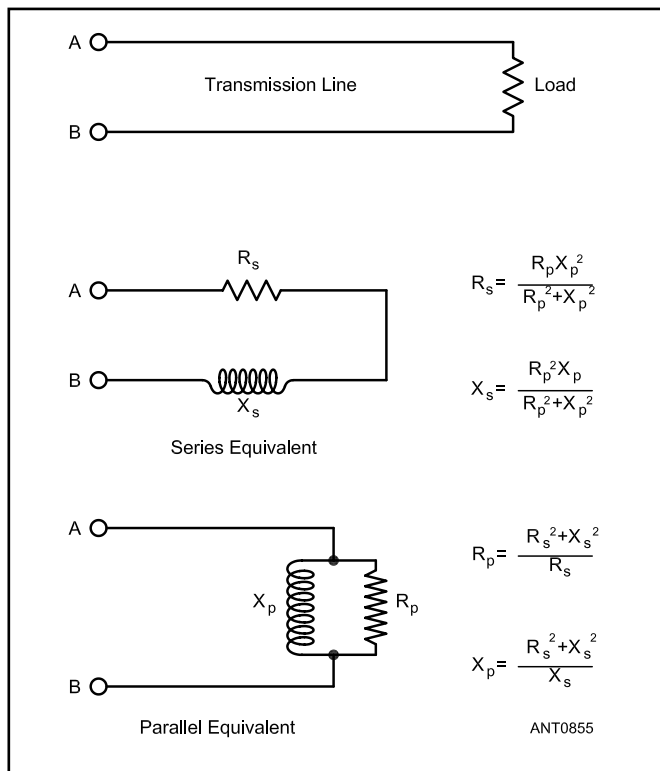 A
Transmission Line
Load
B
Rₛ
A
Rₛ= RₚXₚ² / Rₚ²+Xₚ²
B
Xₛ
Xₛ= Rₚ²Xₚ / Rₚ²+Xₚ²
Series Equivalent
A
Rₚ= Rₛ²+Xₛ² / Rₛ
Xₚ
Rₚ
Xₚ= Rₛ²+Xₛ² / Xₛ
B
Parallel Equivalent
ANT0855